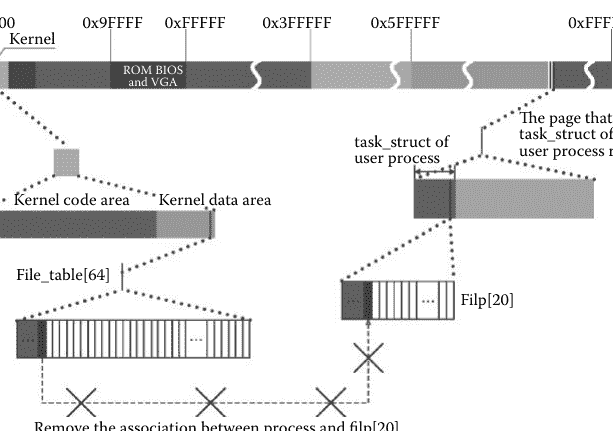 00 0x9FFFF 0xFFFFF 0x3FFFFF 0x5FFFFF 0xFFF
Kernel
ROM BIOS
and VGA
The page that
task_struct of
user process
task_struct of
user process
Kernel code area Kernel data area
File_table[64]
... ...
... ...
Filp[20]
Remove the association between process and filp[20]